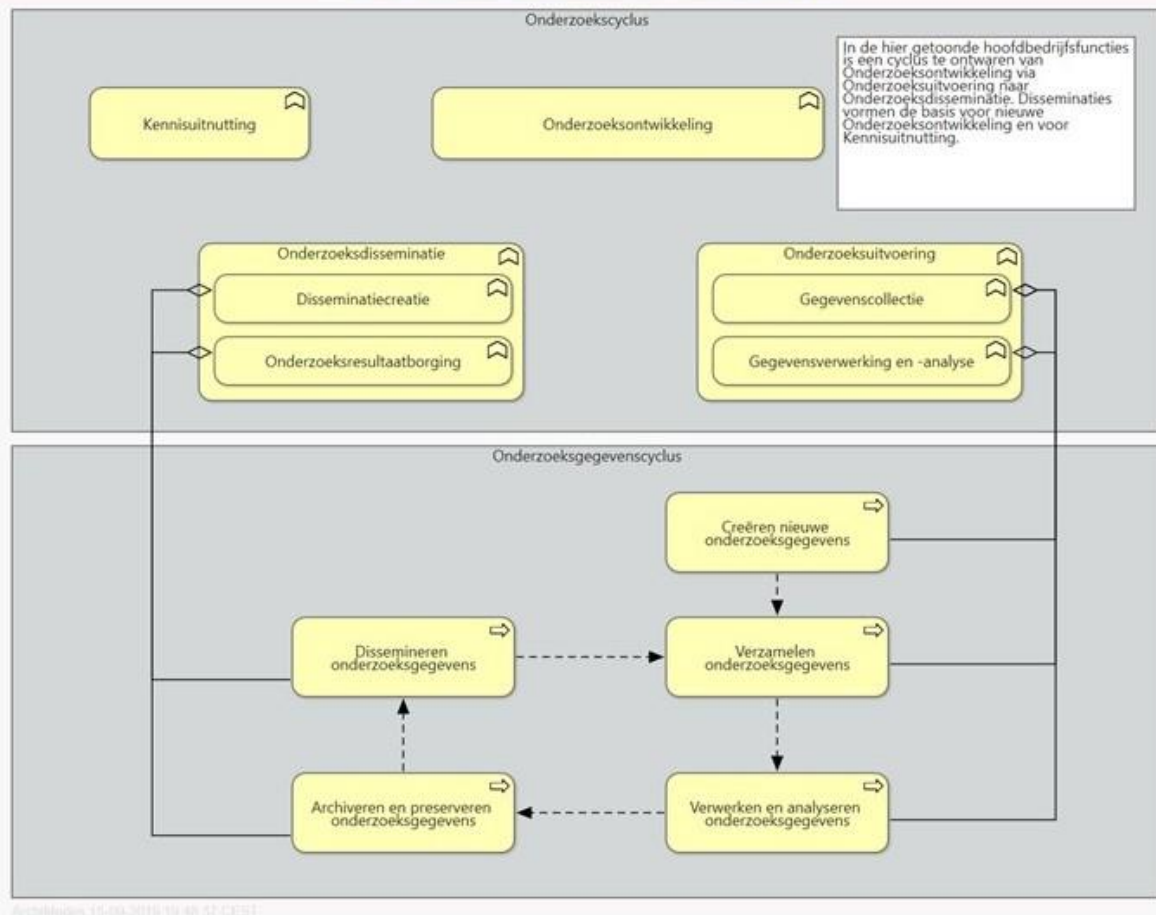 Onderzoekscyclus
In de hier getoonde hoofdbedrijfsfuncties
is een cyclus te ontwaren van
Onderzoeksontwikkeling via
Onderzoeksuitvoering naar
Onderzoeksdisseminatie. Disseminaties
vormen de basis voor nieuwe
Onderzoeksontwikkeling en voor
Kennisuitnutting.
Kennisuitnutting
Onderzoeksontwikkeling
Onderzoeksdisseminatie
Disseminatiecreatie
Onderzoeksresultaatborging
Onderzoeksuitvoering
Gegevenscollectie
Gegevensverwerking en -analyse
Onderzoeksgegevenscyclus
Creëren nieuwe
onderzoeksgegevens
Dissemineren
onderzoeksgegevens
Verzamelen
onderzoeksgegevens
Archiveren en preserveren
onderzoeksgegevens
Verwerken en analyseren
onderzoeksgegevens